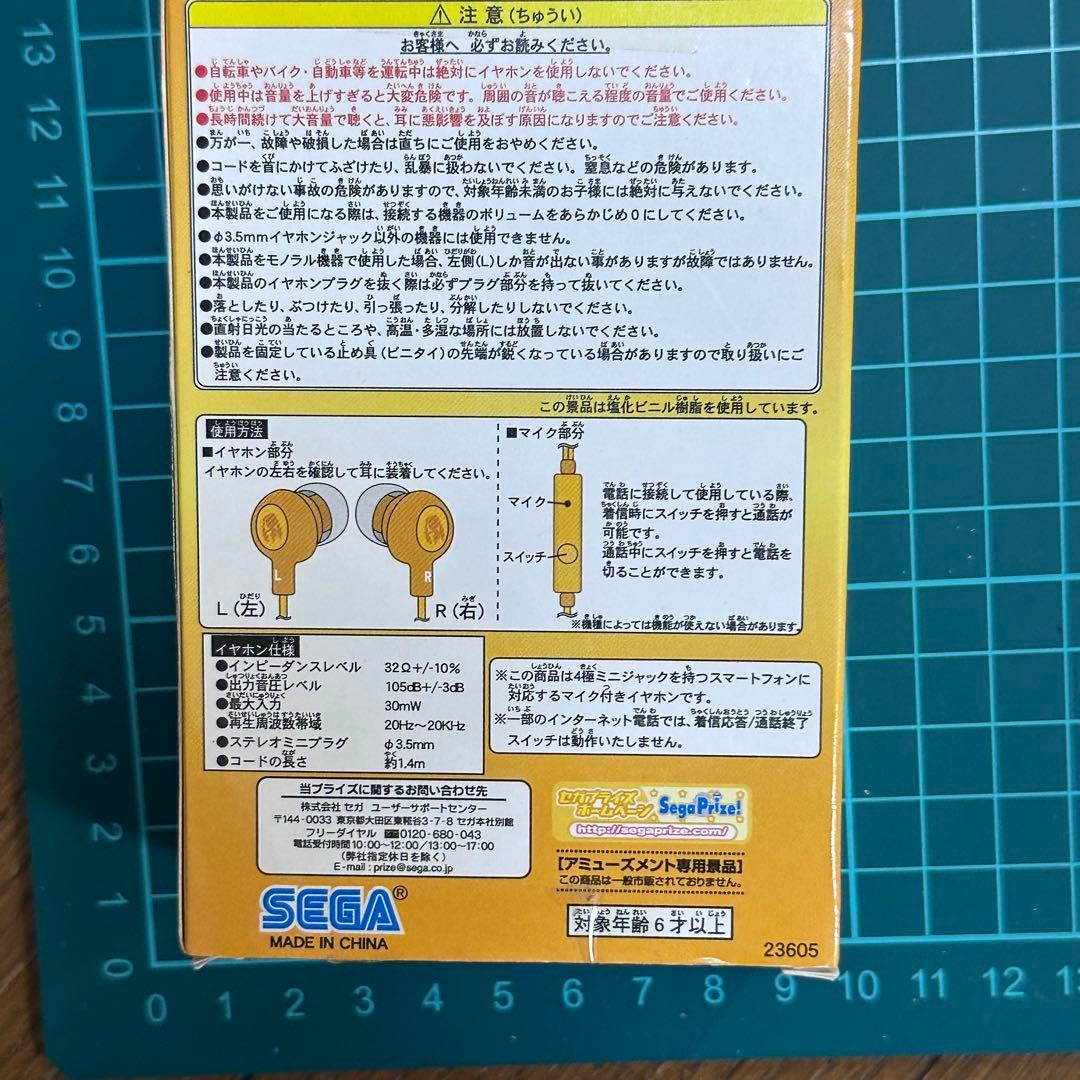 ⚠ 注意(ちゅうい)
お客様へ 必ずお読みください。
●自転車やバイク・自動車等を運転中は絶対にイヤホンを使用しないでください。
●使用中は音量を上げすぎると大変危険です。周囲の音が聴こえる程度の音量でご使用ください。
●長時間続けて大音量で聴くと、耳に悪影響を及ぼす原因になりますのでご注意ください。
●万が一、故障や破損した場合は直ちにご使用をおやめください。
●コードを首にかけてふざけたり、乱暴に扱わないでください。窒息などの危険があります。
●思いがけない事故の危険がありますので、対象年齢未満のお子様には絶対に与えないでください。
●本製品をご使用になる際は、接続する機器のボリュームをあらかじめ0にしてください。
●φ3.5mmイヤホンジャック以外の機器には使用できません。
●本製品をモノラル機器で使用した場合、左側(L)しか音が出ない事がありますが故障ではありません。
●本製品のイヤホンプラグを抜く際は必ずプラグ部分を持って抜いてください。
●落としたり、ぶつけたり、引っ張ったり、分解したりしないでください。
●直射日光の当たるところや、高温・多湿な場所には放置しないでください。
●製品を固定している止め具(ビニタイ)の先端が鋭くなっている場合がありますので取り扱いにご
注意ください。
この景品は塩化ビニル樹脂を使用しています。
使用方法
■イヤホン部分
イヤホンの左右を確認して耳に装着してください。
L
R
L(左)
R(右)
■マイク部分
マイク
スイッチ
電話に接続して使用している際、
着信時にスイッチを押すと通話が
可能です。
通話中にスイッチを押すと電話を
切ることができます。
※機種によっては機能が使えない場合があります。
イヤホン仕様
●インピーダンスレベル 32Ω+/-10%
●出力音圧レベル 105dB+/-3dB
●最大入力 30mW
●再生周波数帯域 20Hz〜20KHz
●ステレオミニプラグ φ3.5mm
●コードの長さ 約1.4m
※この商品は4極ミニジャックを持つスマートフォンに
対応するマイク付きイヤホンです。
※一部のインターネット電話では、着信応答/通話終了
スイッチは動作いたしません。
当プライズに関するお問い合わせ先
株式会社 セガ ユーザーサポートセンター
〒144-0033 東京都大田区東糀谷3-7-8 セガ本社別館
フリーダイヤル 0120-680-043
電話受付時間 10:00〜12:00/13:00〜17:00
(弊社指定休日を除く)
E-mail : prize@sega.co.jp
セガプライズ
ホームページ
SegaPrize!
http://segaprize.com/
【アミューズメント専用景品】
この商品は一般市販されておりません。
SEGA®
MADE IN CHINA
対象年齢6才以上
23605
13
12
11
10
9
8
7
6
5
4
3
2
1
0
0 1 2 3 4 5 6 7 8 9 10 11 12 13